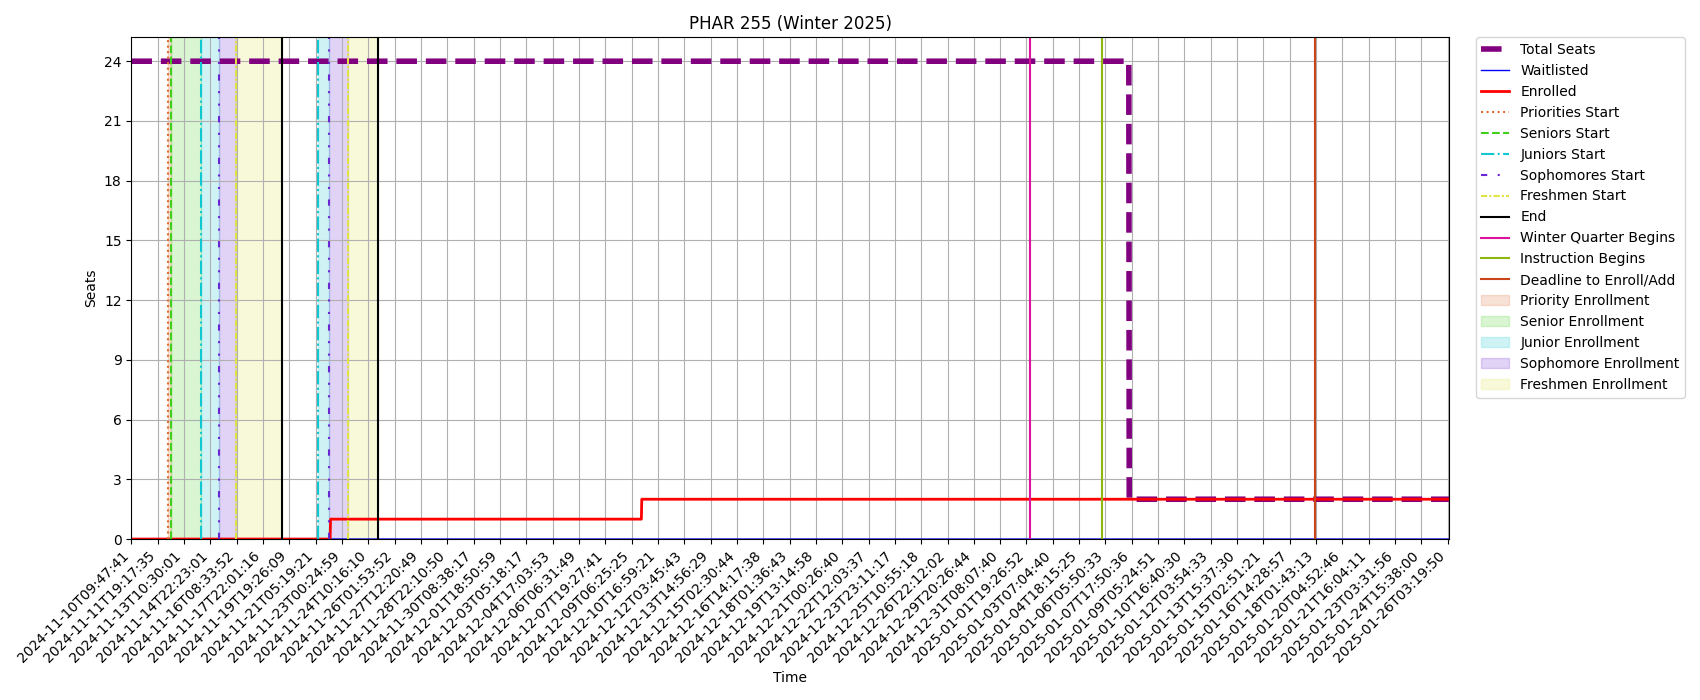 PHAR 255 (Winter 2025)
Seats
24
21
18
15
12
9
6
3
0
2024-11-10T09:47:41
2024-11-11T19:17:35
2024-11-13T10:30:01
2024-11-14T22:23:01
2024-11-16T08:33:52
2024-11-17T22:01:16
2024-11-19T19:26:09
2024-11-21T05:19:21
2024-11-23T00:24:59
2024-11-24T10:16:10
2024-11-26T01:53:52
2024-11-27T12:20:49
2024-11-28T22:10:50
2024-11-30T08:38:17
2024-12-01T18:50:59
2024-12-03T05:18:17
2024-12-04T17:03:53
2024-12-06T06:31:49
2024-12-07T19:27:41
2024-12-09T06:25:25
2024-12-10T16:59:21
2024-12-12T03:45:43
2024-12-13T14:56:29
2024-12-15T02:30:44
2024-12-16T14:17:38
2024-12-18T01:36:43
2024-12-19T13:14:58
2024-12-21T00:26:40
2024-12-22T12:03:37
2024-12-23T23:11:17
2024-12-26T10:55:18
2024-12-26T22:12:02
2024-12-29T20:26:44
2024-12-31T08:07:40
2025-01-01T19:26:52
2025-01-03T07:04:40
2025-01-04T18:15:25
2025-01-06T05:50:33
2025-01-07T17:50:36
2025-01-09T05:24:51
2025-01-10T16:40:30
2025-01-12T03:54:33
2025-01-13T15:37:30
2025-01-15T02:51:21
2025-01-16T14:28:57
2025-01-18T01:43:13
2025-01-20T04:52:46
2025-01-21T16:04:11
2025-01-23T03:31:56
2025-01-24T15:38:00
2025-01-26T03:19:50
Time
Total Seats
Waitlisted
Enrolled
Priorities Start
Seniors Start
Juniors Start
Sophomores Start
Freshmen Start
End
Winter Quarter Begins
Instruction Begins
Deadline to Enroll/Add
Priority Enrollment
Senior Enrollment
Junior Enrollment
Sophomore Enrollment
Freshmen Enrollment